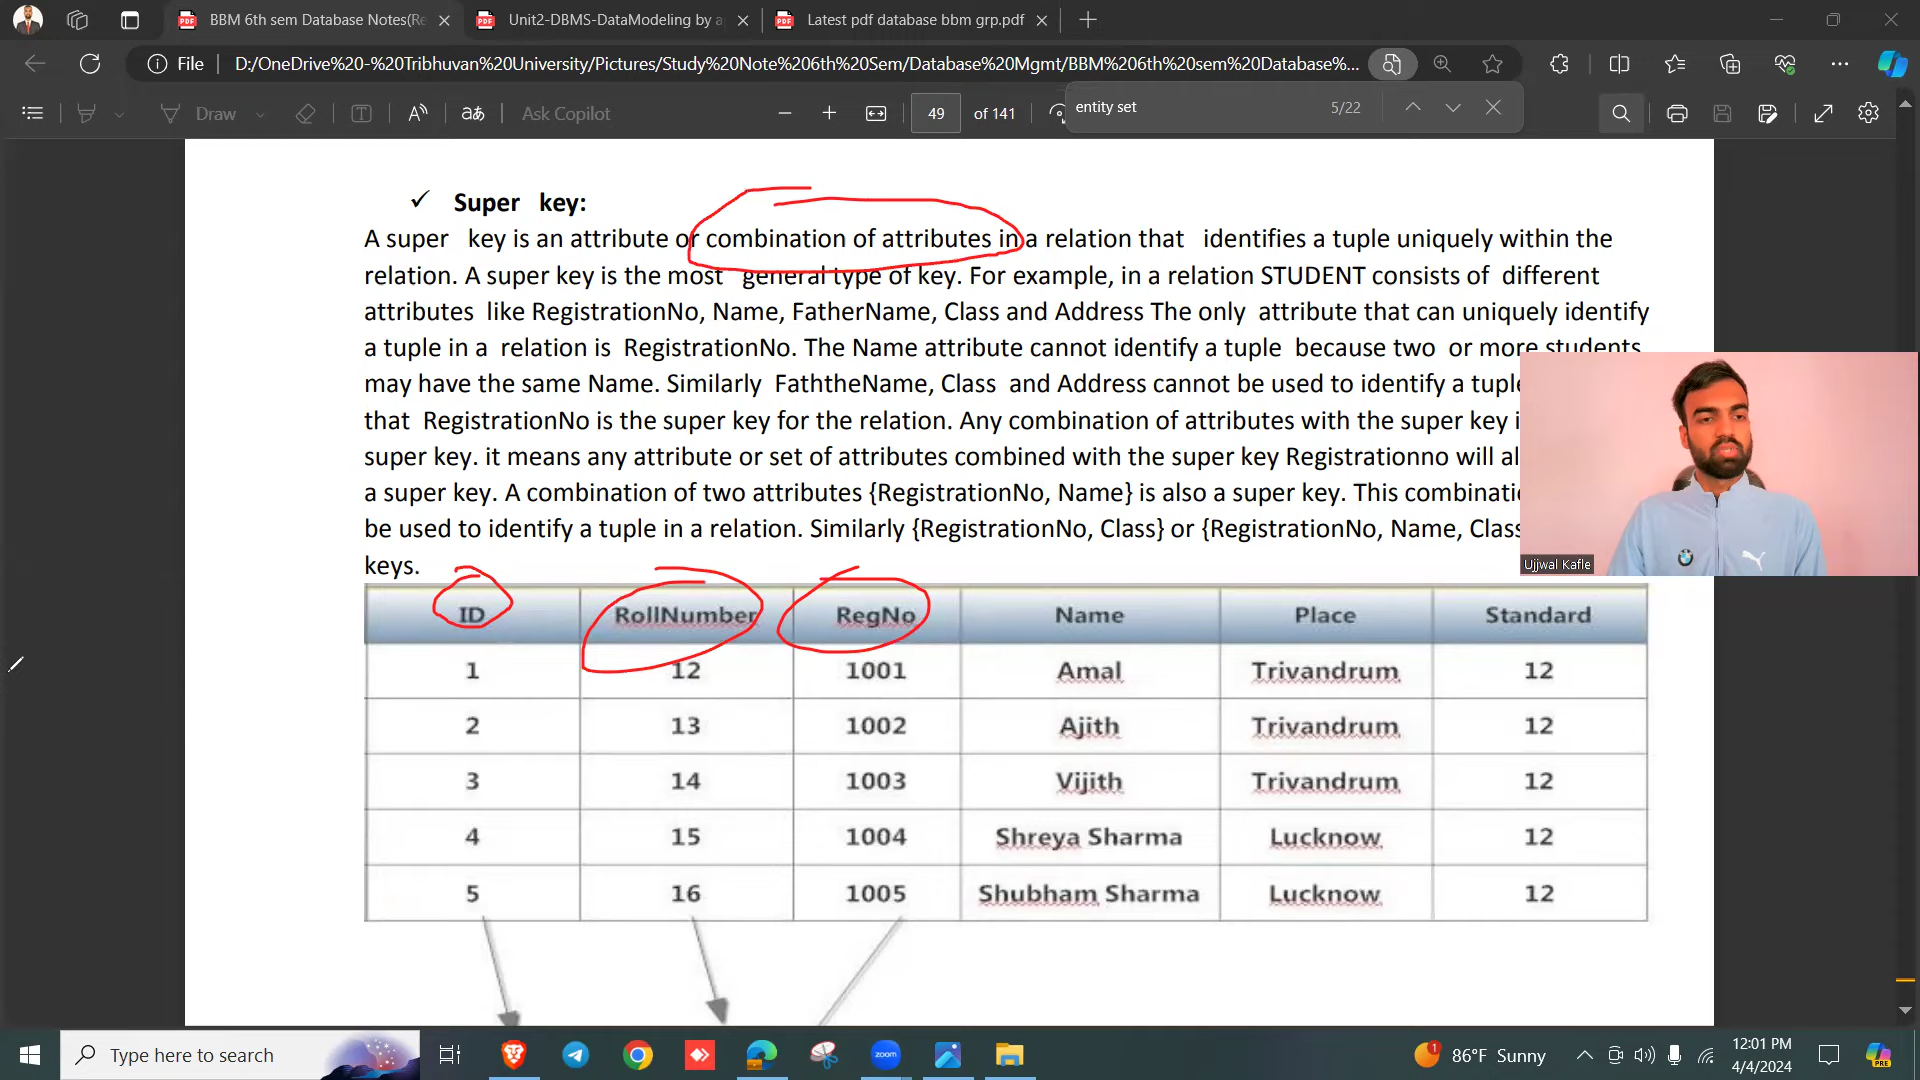 BBM 6th sem Database Notes(Re
Unit2-DBMS-DataModeling by a
Latest pdf database bbm grp.pdf
File
D:/OneDrive%20-%20Tribhuvan%20University/Pictures/Study%20Note%206th%20Sem/Database%20Mgmt/BBM%206th%20sem%20Database%...
Draw
Ask Copilot
49 of 141
entity set 5/22
✓ Super key:
A super key is an attribute or combination of attributes in a relation that identifies a tuple uniquely within the
relation. A super key is the most general type of key. For example, in a relation STUDENT consists of different
attributes like RegistrationNo, Name, FatherName, Class and Address The only attribute that can uniquely identify
a tuple in a relation is RegistrationNo. The Name attribute cannot identify a tuple because two or more students
may have the same Name. Similarly FaththeName, Class and Address cannot be used to identify a tuple
that RegistrationNo is the super key for the relation. Any combination of attributes with the super key i
super key. it means any attribute or set of attributes combined with the super key Registrationno will al
a super key. A combination of two attributes {RegistrationNo, Name} is also a super key. This combinati
be used to identify a tuple in a relation. Similarly {RegistrationNo, Class} or {RegistrationNo, Name, Class
keys.
ID RollNumber RegNo Name Place Standard
1 12 1001 Amal Trivandrum 12
2 13 1002 Ajith Trivandrum 12
3 14 1003 Vijith Trivandrum 12
4 15 1004 Shreya Sharma Lucknow 12
5 16 1005 Shubham Sharma Lucknow 12
Ujjwal Kafle
Type here to search
zoom
1
86°F Sunny
12:01 PM
4/4/2024
PRE